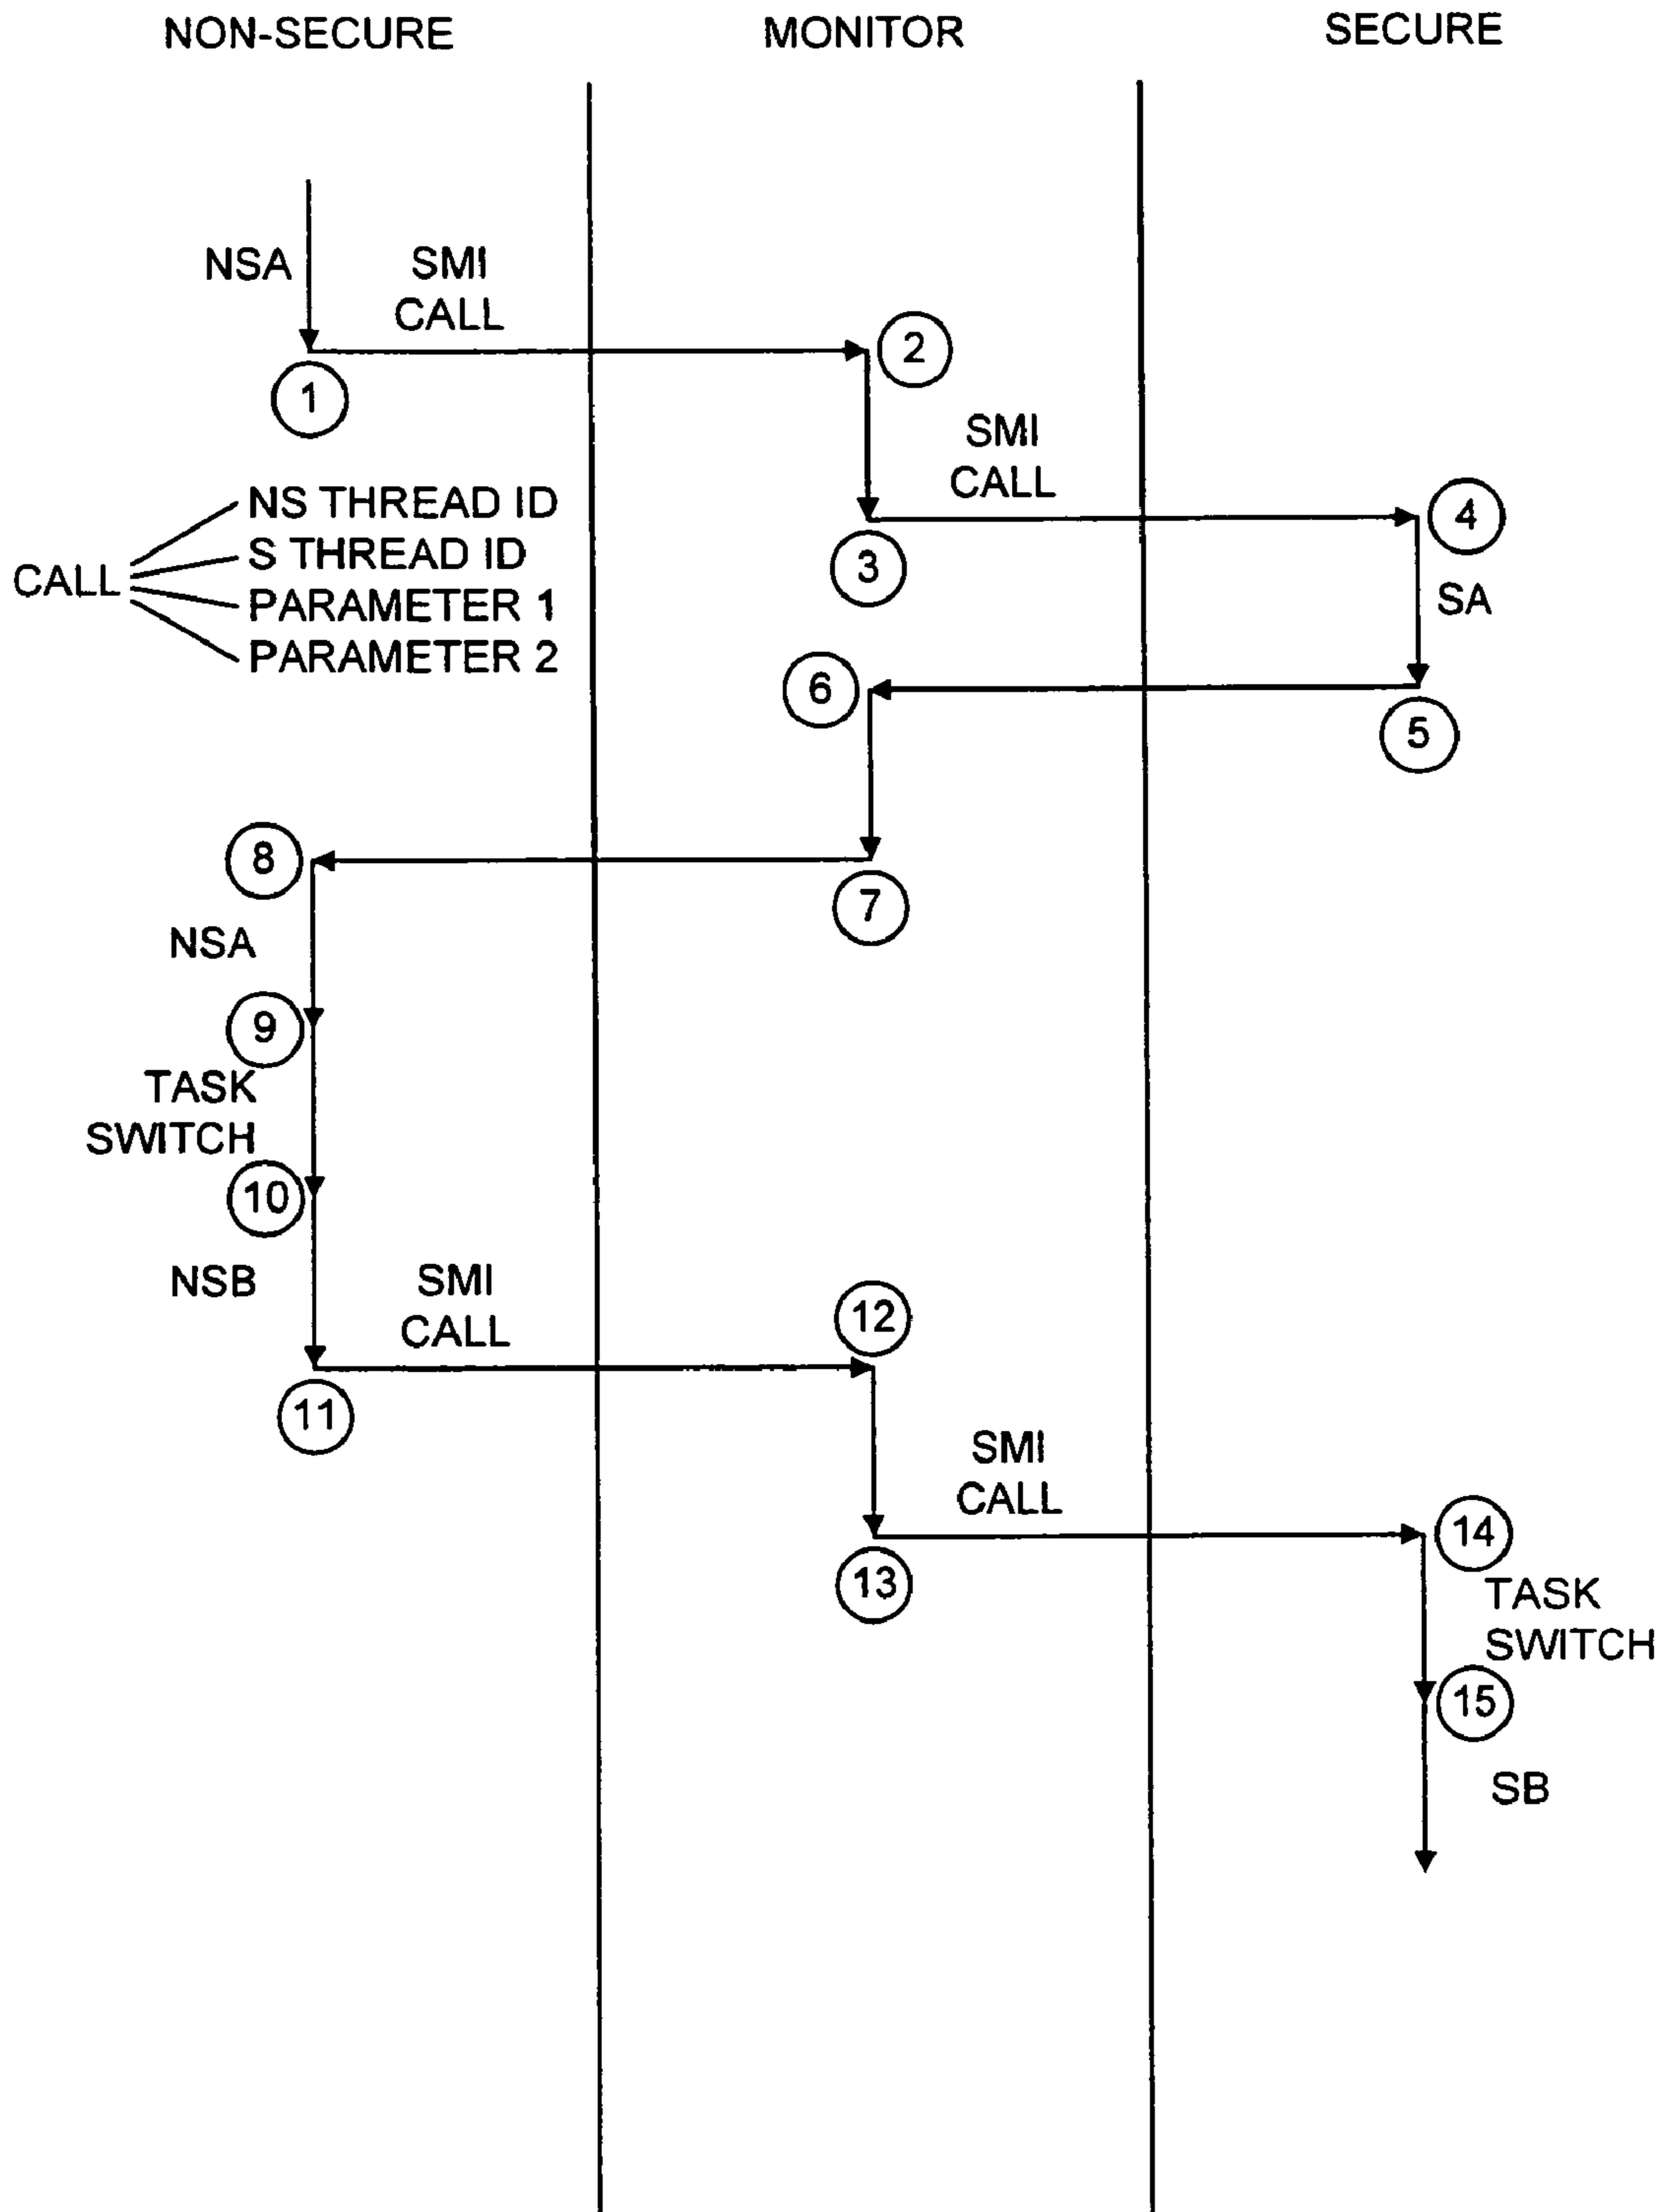 NON-SECURE MONITOR SECURE
NSA
SMI
CALL
1
2
SMI
CALL
3
4
CALL
NS THREAD ID
S THREAD ID
PARAMETER 1
PARAMETER 2
SA
5
6
7
8
NSA
9
TASK
SWITCH
10
NSB
SMI
CALL
11
12
SMI
CALL
13
14
TASK
SWITCH
15
SB